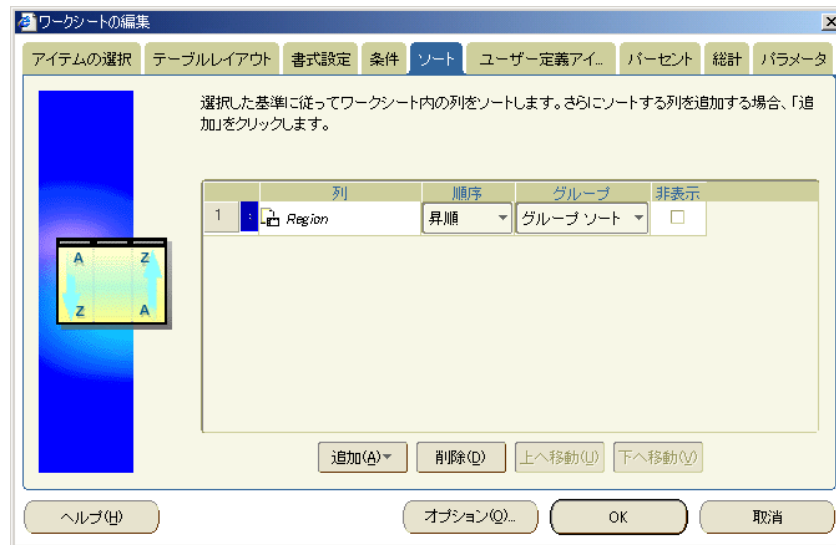 ワークシートの編集
アイテムの選択 テーブルレイアウト 書式設定 条件 ソート ユーザー定義アイ... パーセント 総計 パラメータ
選択した基準に従ってワークシート内の列をソートします。さらにソートする列を追加する場合、「追
加」をクリックします。
列 順序 グループ 非表示
1 Region 昇順 グループ ソート
A Z
Z A
追加(A) 削除(D) 上へ移動(U) 下へ移動(V)
ヘルプ(H) オプション(O)... OK 取消